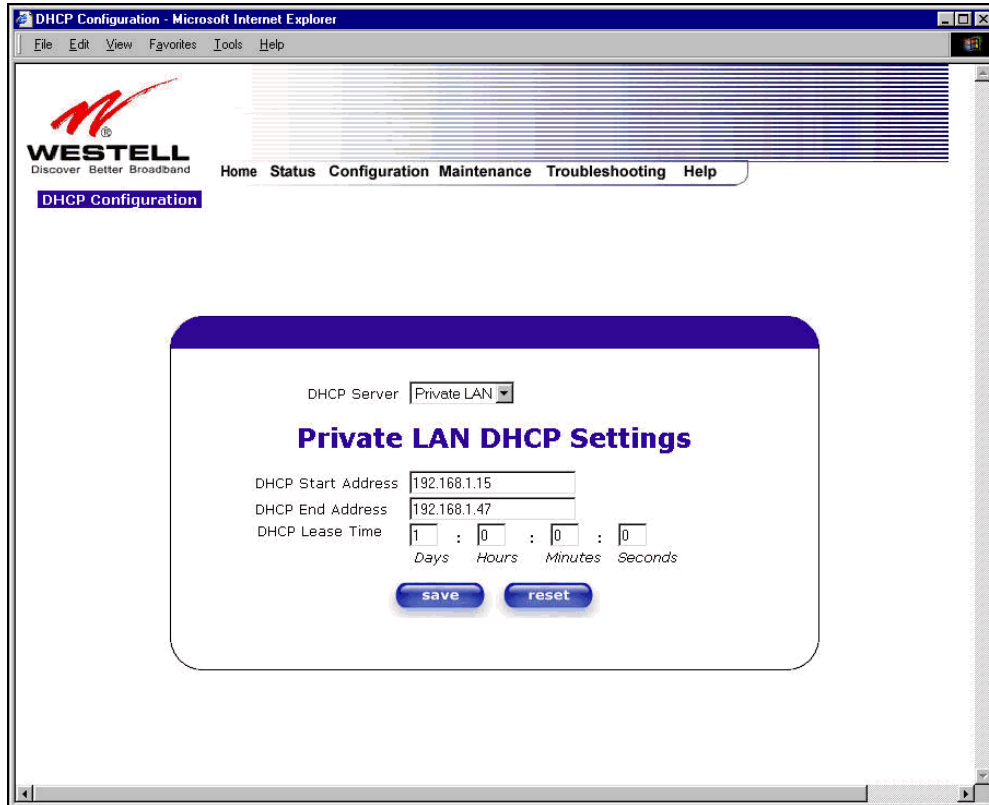 DHCP Configuration - Microsoft Internet Explorer
File Edit View Favorites Tools Help
®
WESTELL
Discover Better Broadband
Home Status Configuration Maintenance Troubleshooting Help
DHCP Configuration
DHCP Server Private LAN
Private LAN DHCP Settings
DHCP Start Address 192.168.1.15
DHCP End Address 192.168.1.47
DHCP Lease Time 1 : 0 : 0 : 0
Days Hours Minutes Seconds
save reset